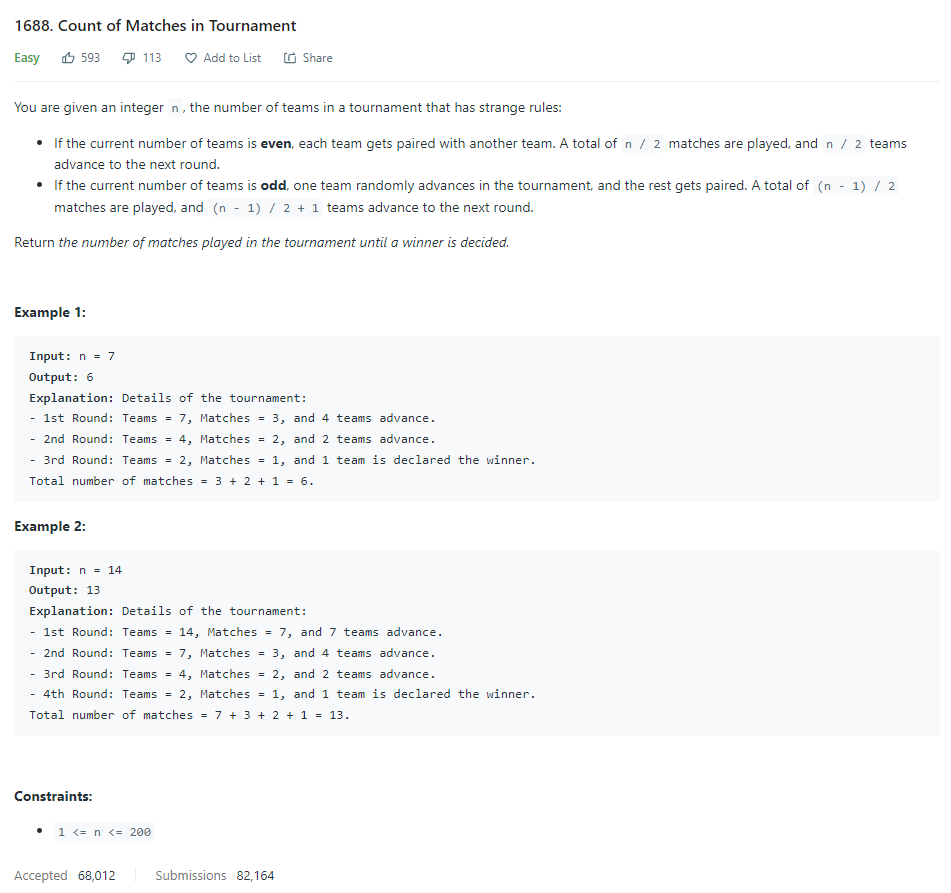 1688. Count of Matches in Tournament
Easy 593 113 Add to List Share
You are given an integer n, the number of teams in a tournament that has strange rules:
• If the current number of teams is even, each team gets paired with another team. A total of n / 2 matches are played, and n / 2 teams
advance to the next round.
• If the current number of teams is odd, one team randomly advances in the tournament, and the rest gets paired. A total of (n - 1) / 2
matches are played, and (n - 1) / 2 + 1 teams advance to the next round.
Return the number of matches played in the tournament until a winner is decided.
Example 1:
Input: n = 7
Output: 6
Explanation: Details of the tournament:
- 1st Round: Teams = 7, Matches = 3, and 4 teams advance.
- 2nd Round: Teams = 4, Matches = 2, and 2 teams advance.
- 3rd Round: Teams = 2, Matches = 1, and 1 team is declared the winner.
Total number of matches = 3 + 2 + 1 = 6.
Example 2:
Input: n = 14
Output: 13
Explanation: Details of the tournament:
- 1st Round: Teams = 14, Matches = 7, and 7 teams advance.
- 2nd Round: Teams = 7, Matches = 3, and 4 teams advance.
- 3rd Round: Teams = 4, Matches = 2, and 2 teams advance.
- 4th Round: Teams = 2, Matches = 1, and 1 team is declared the winner.
Total number of matches = 7 + 3 + 2 + 1 = 13.
Constraints:
• 1 <= n <= 200
Accepted 68,012 Submissions 82,164